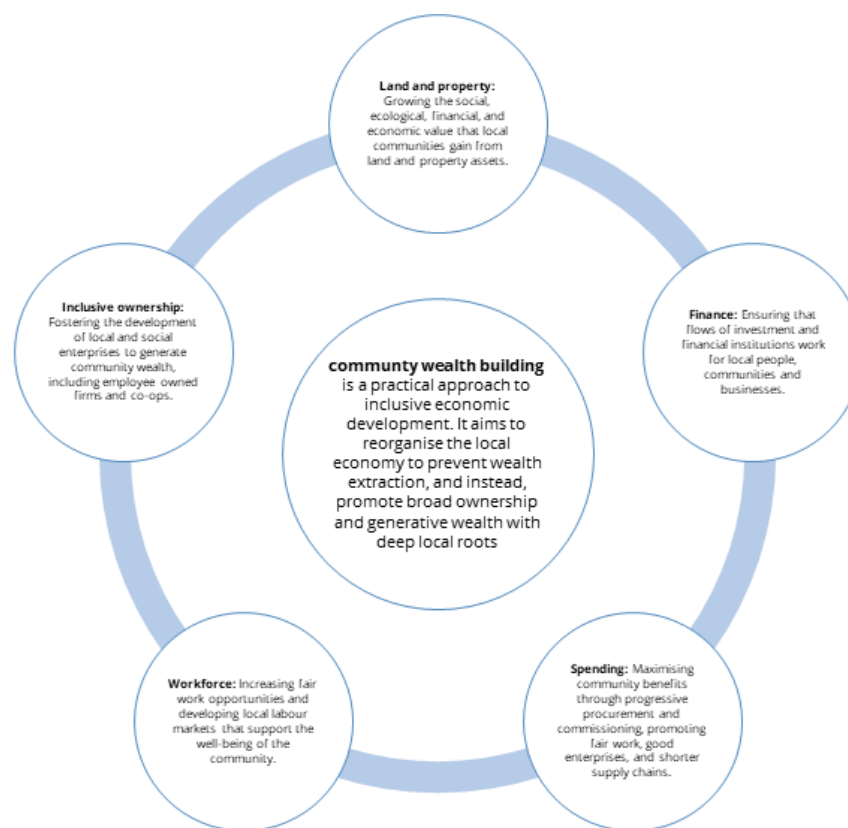 Land and property:
Growing the social,
ecological, financial, and
economic value that local
communities gain from
land and property assets.
Inclusive ownership:
Fostering the development
of local and social
enterprises to generate
community wealth,
including employee owned
firms and co-ops.
Finance: Ensuring that
flows of investment and
financial institutions work
for local people,
communities and
businesses.
communty wealth building
is a practical approach to
inclusive economic
development. It aims to
reorganise the local
economy to prevent wealth
extraction, and instead,
promote broad ownership
and generative wealth with
deep local roots
Workforce: Increasing fair
work opportunities and
developing local labour
markets that support the
well-being of the
community.
Spending: Maximising
community benefits
through progressive
procurement and
commissioning, promoting
fair work, good
enterprises, and shorter
supply chains.